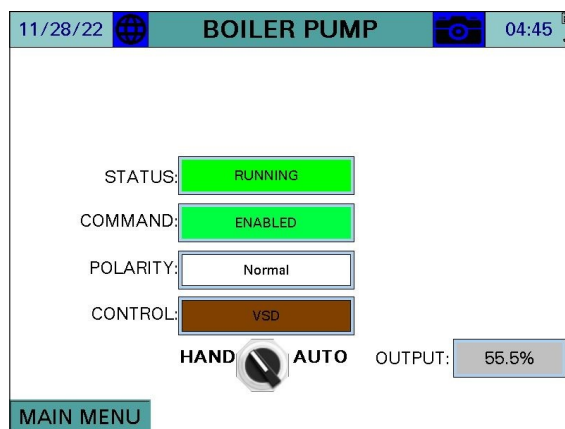 11/28/22 BOILER PUMP 04:45
STATUS: RUNNING
COMMAND: ENABLED
POLARITY: Normal
CONTROL: VSD
HAND AUTO OUTPUT: 55.5%
MAIN MENU